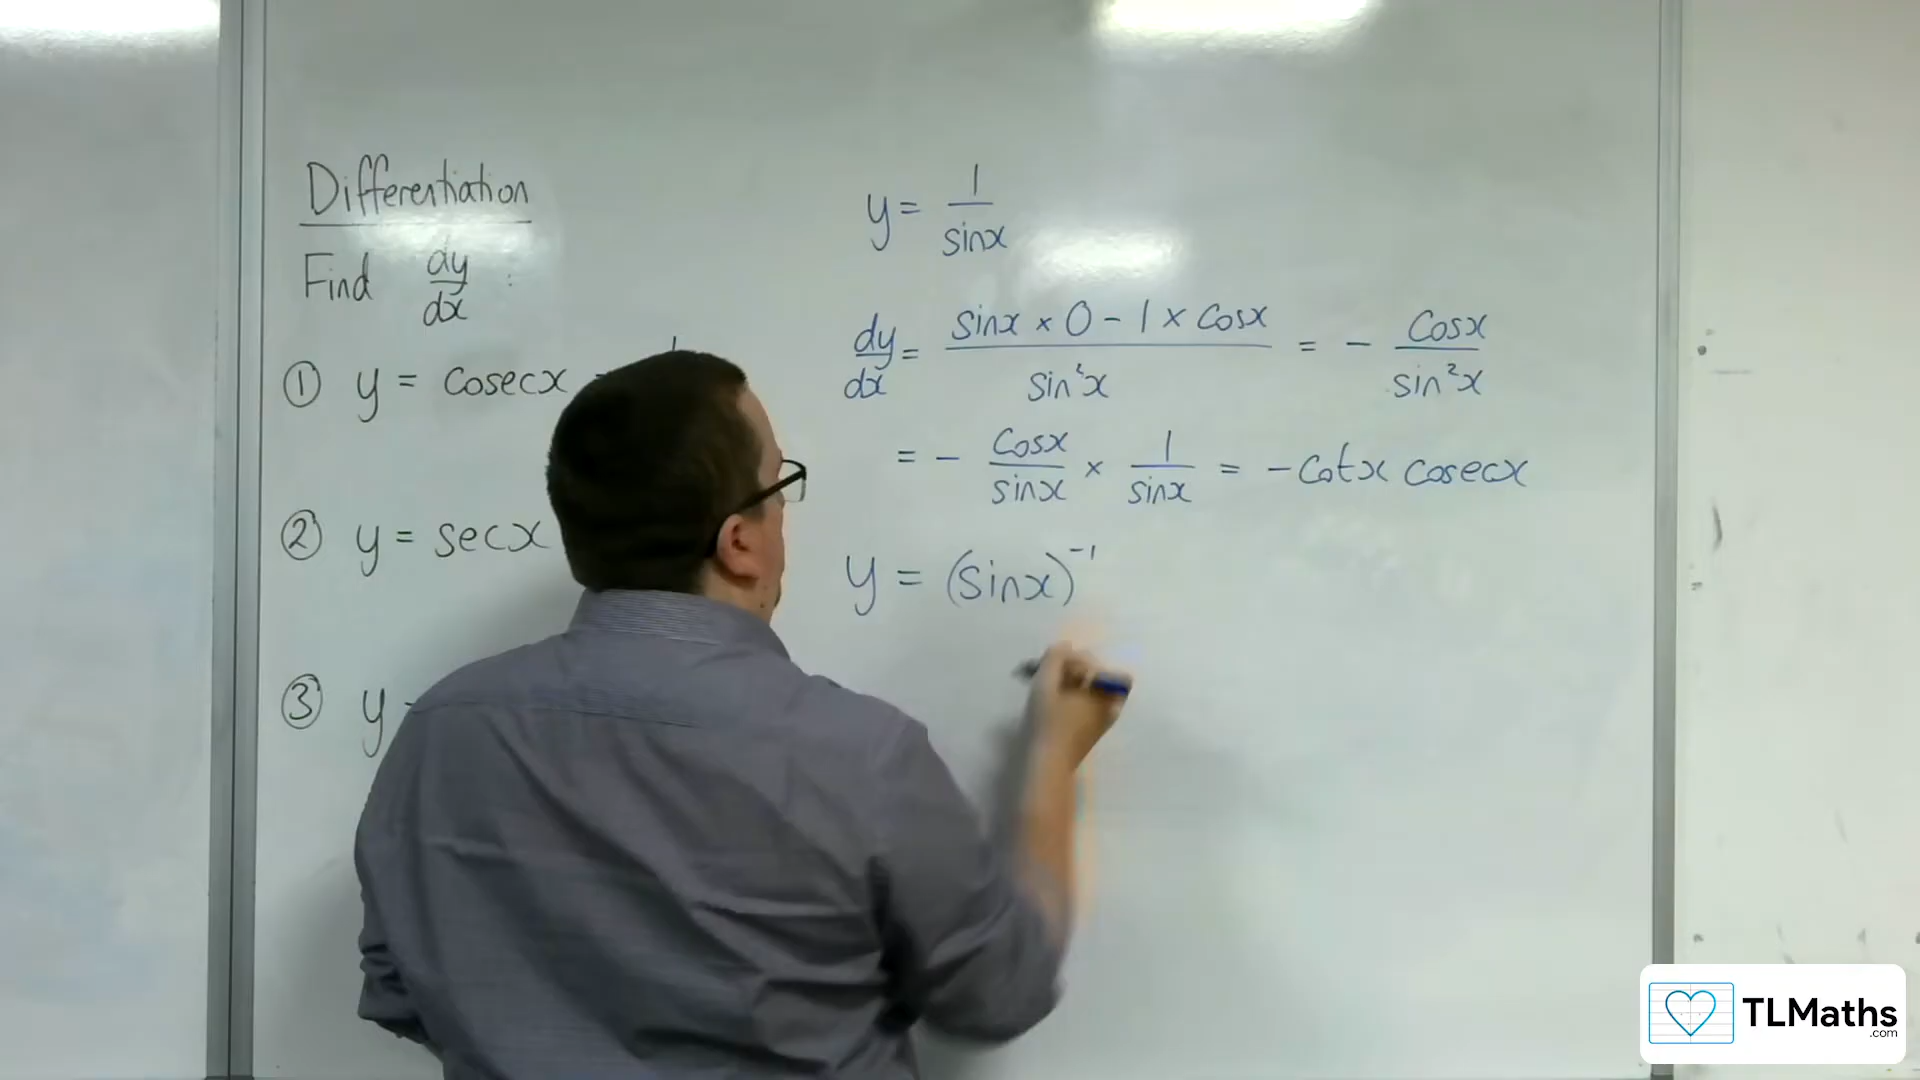 Differentiation
Find dy/dx :
① y = cosecx
② y = secx
③ y
y = 1/sinx
dy/dx = (sinx × 0 - 1 × cosx)/sin²x = - cosx/sin²x
= - cosx/sinx × 1/sinx = -cotx cosecx
y = (sinx)⁻¹
TLMaths
.com